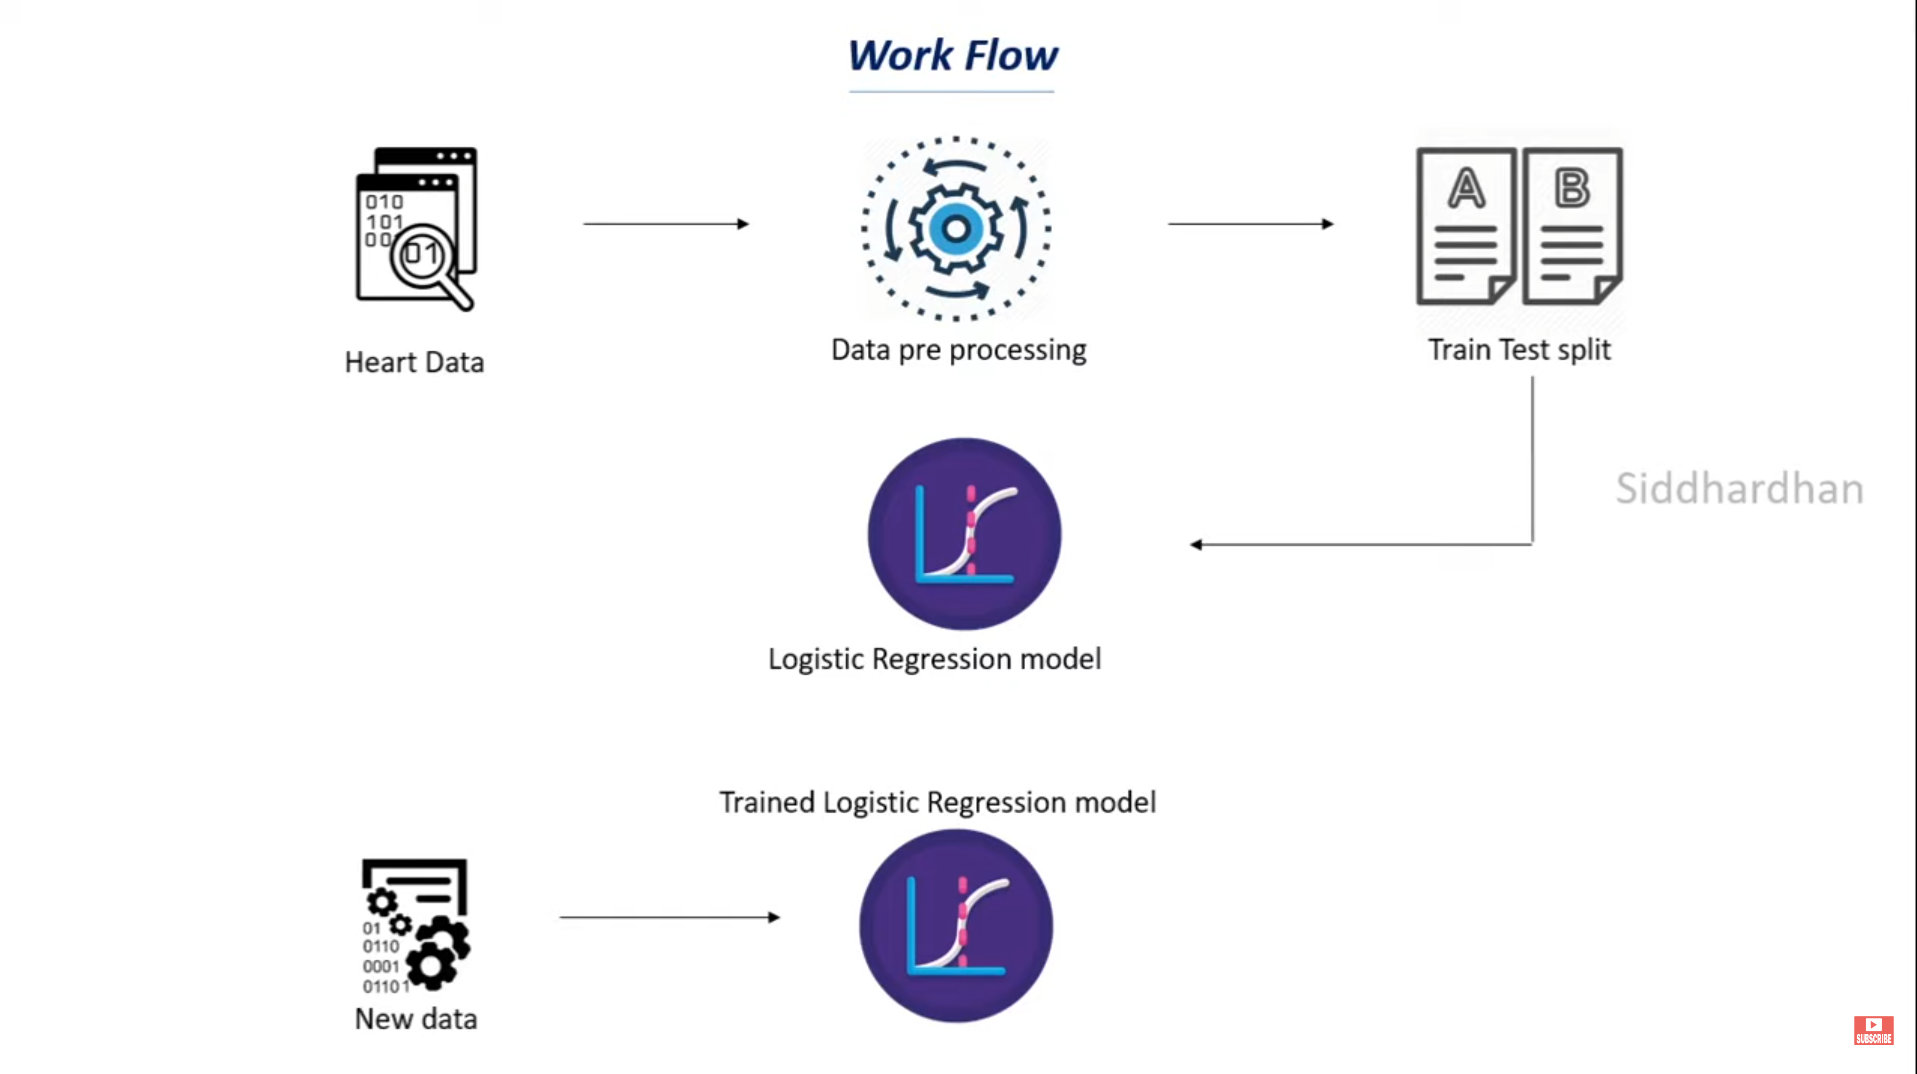 Work Flow
010
101
00
01
A
B
Heart Data
Data pre processing
Train Test split
Siddhardhan
Logistic Regression model
Trained Logistic Regression model
01
0110
0001
01101
New data
SUBSCRIBE